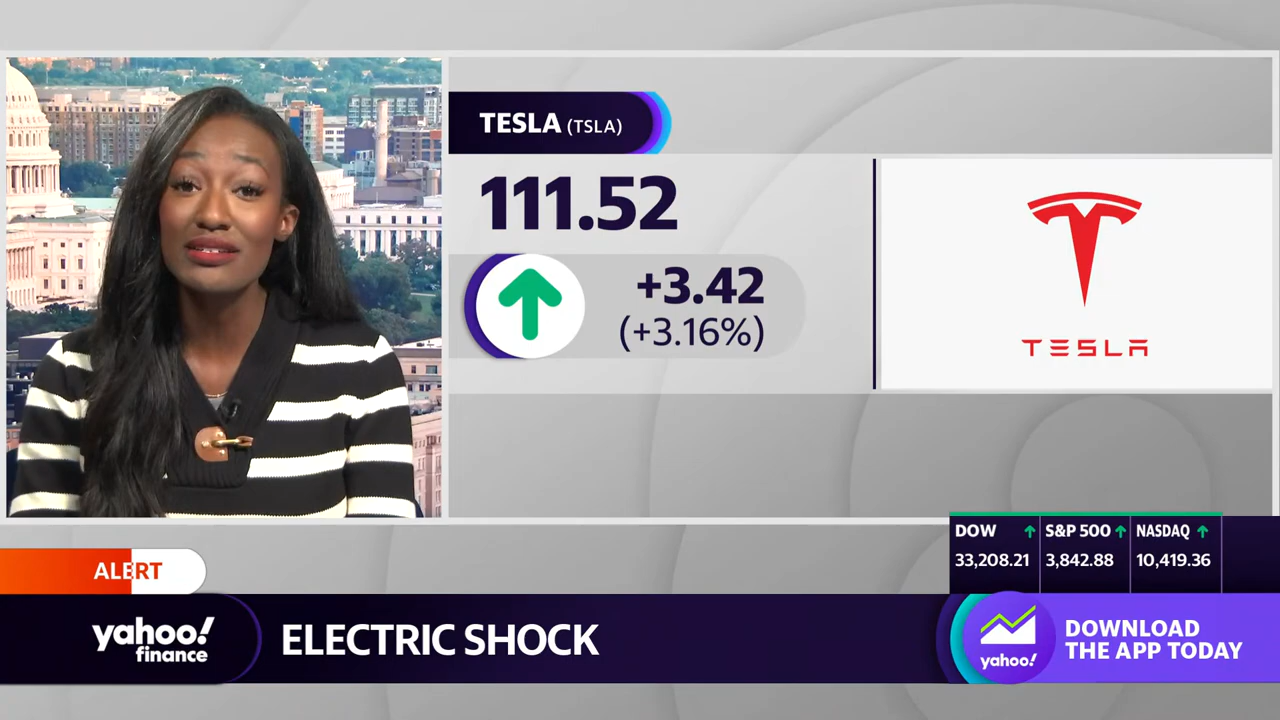 TESLA (TSLA)
111.52
+3.42
(+3.16%)
TESLA
DOW
33,208.21
S&P 500
3,842.88
NASDAQ
10,419.36
ALERT
yahoo!
finance
ELECTRIC SHOCK
yahoo!
DOWNLOAD
THE APP TODAY